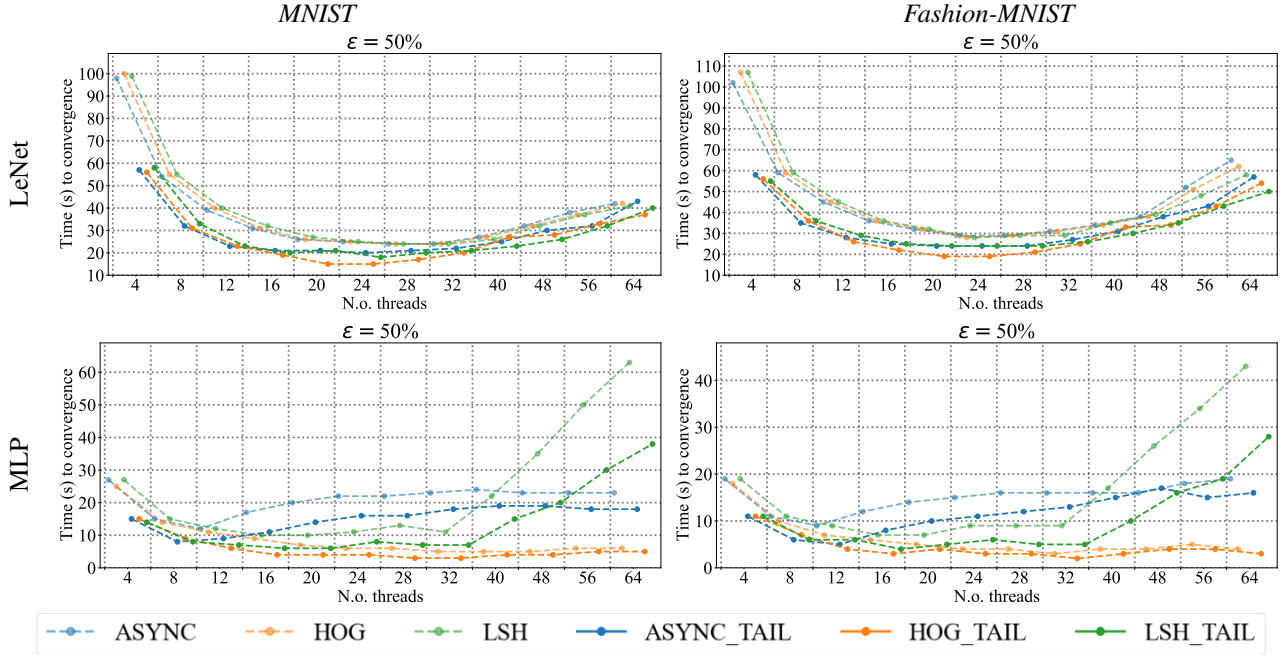 MNIST
Fashion-MNIST
LeNet
ε = 50%
Time (s) to convergence
100
90
80
70
60
50
40
30
20
10
4 8 12 16 20 24 28 32 40 48 56 64
N.o. threads
ε = 50%
Time (s) to convergence
110
100
90
80
70
60
50
40
30
20
10
4 8 12 16 20 24 28 32 40 48 56 64
N.o. threads
MLP
ε = 50%
Time (s) to convergence
60
50
40
30
20
10
0
4 8 12 16 20 24 28 32 40 48 56 64
N.o. threads
ε = 50%
Time (s) to convergence
40
30
20
10
0
4 8 12 16 20 24 28 32 40 48 56 64
N.o. threads
ASYNC HOG LSH ASYNC_TAIL HOG_TAIL LSH_TAIL